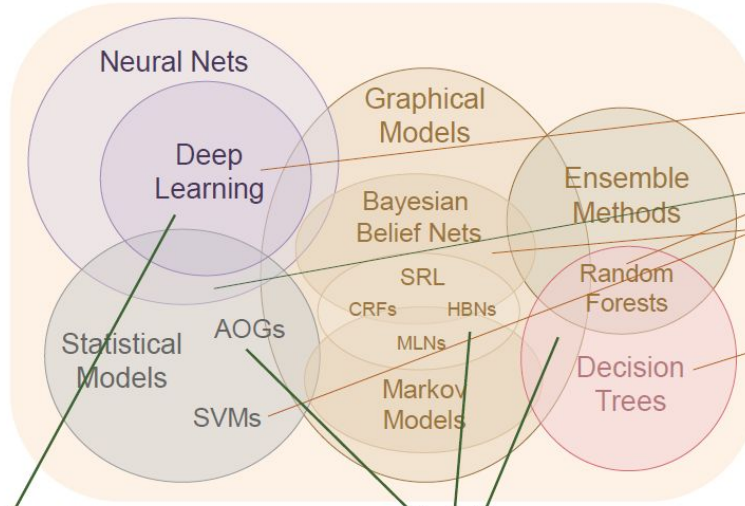 Neural Nets
Deep
Learning
Graphical
Models
Bayesian
Belief Nets
SRL
CRFs
HBNs
MLNs
Markov
Models
Ensemble
Methods
Random
Forests
Decision
Trees
Statistical
Models
AOGs
SVMs